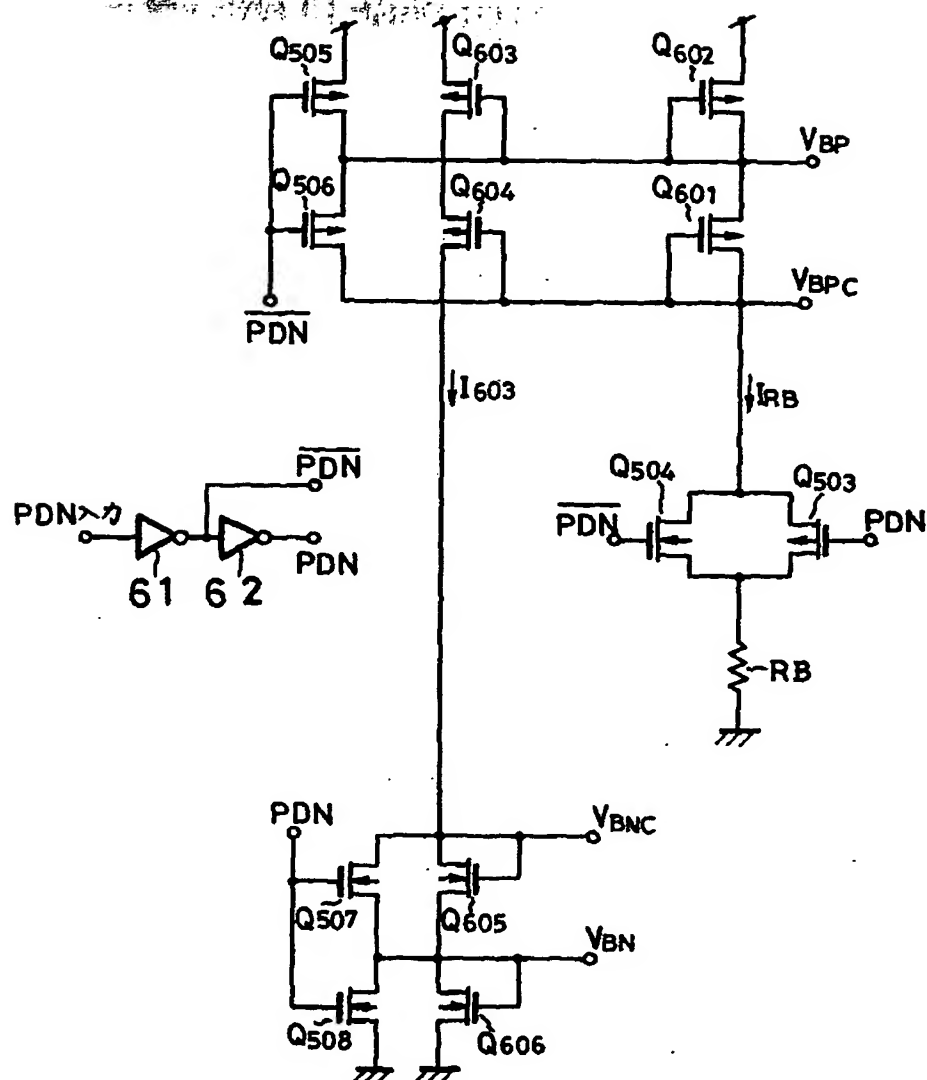 Q505
Q603
Q602
VBP
Q506
Q604
Q601
VBPC
PDN
I603
IRB
PDN
Q504
Q503
PDN入力
PDN
PDN
PDN
61
62
RB
PDN
VBNC
Q507
Q605
VBN
Q508
Q606